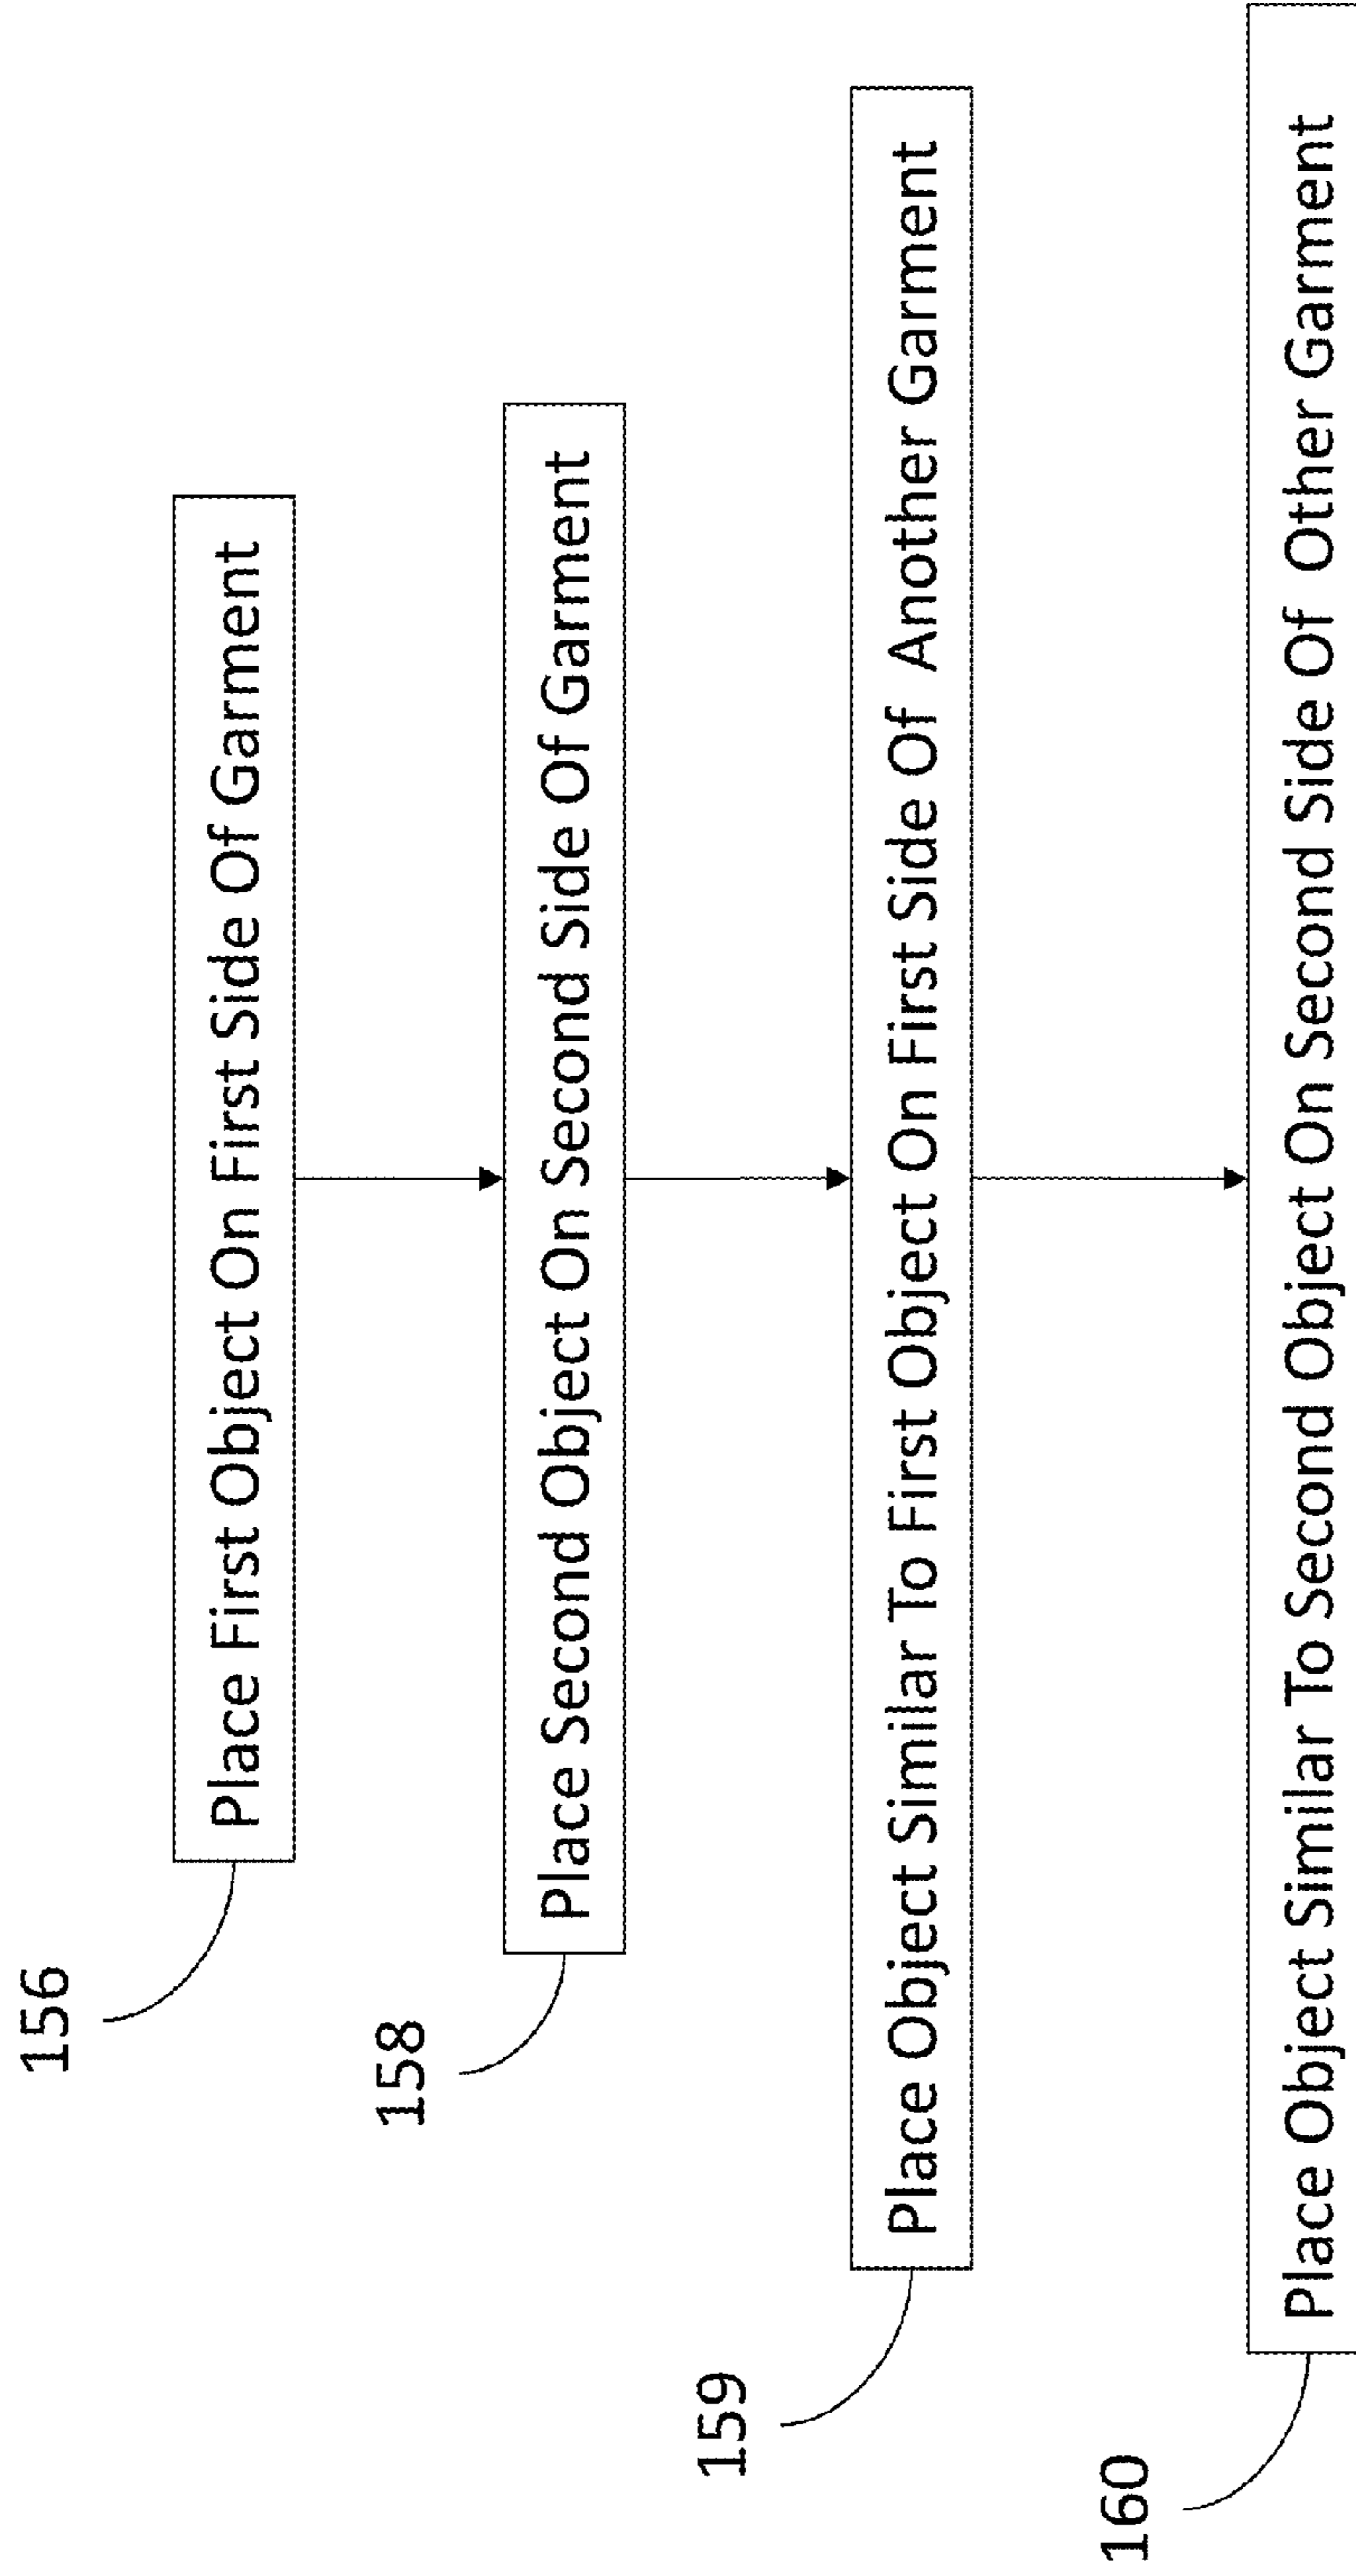 156
Place First Object On First Side Of Garment
158
Place Second Object On Second Side Of Garment
159
Place Object Similar To First Object On First Side Of Another Garment
160
Place Object Similar To Second Object On Second Side Of Other Garment